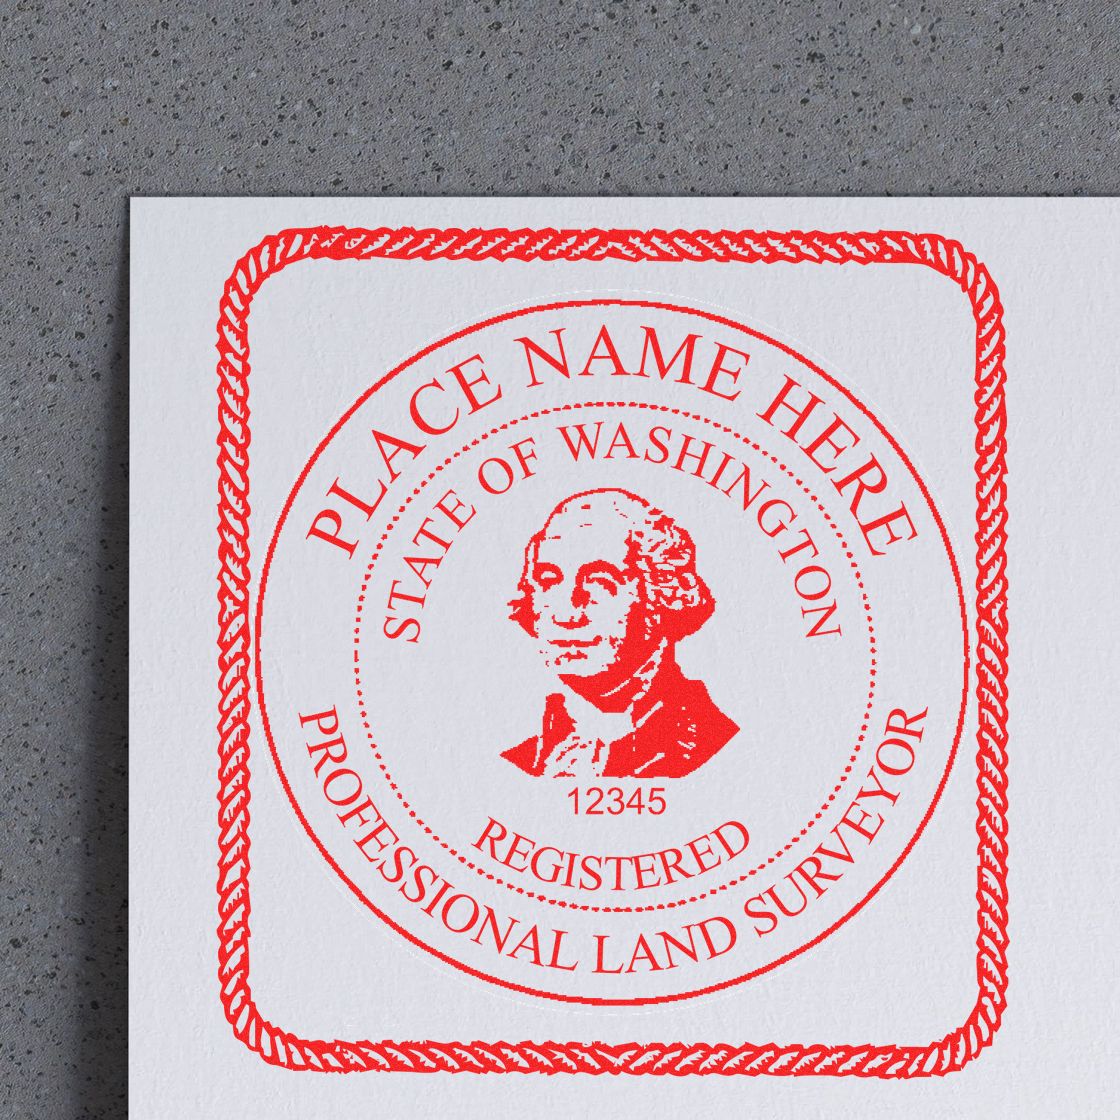 PLACE NAME HERE
STATE OF WASHINGTON
12345
REGISTERED
PROFESSIONAL LAND SURVEYOR